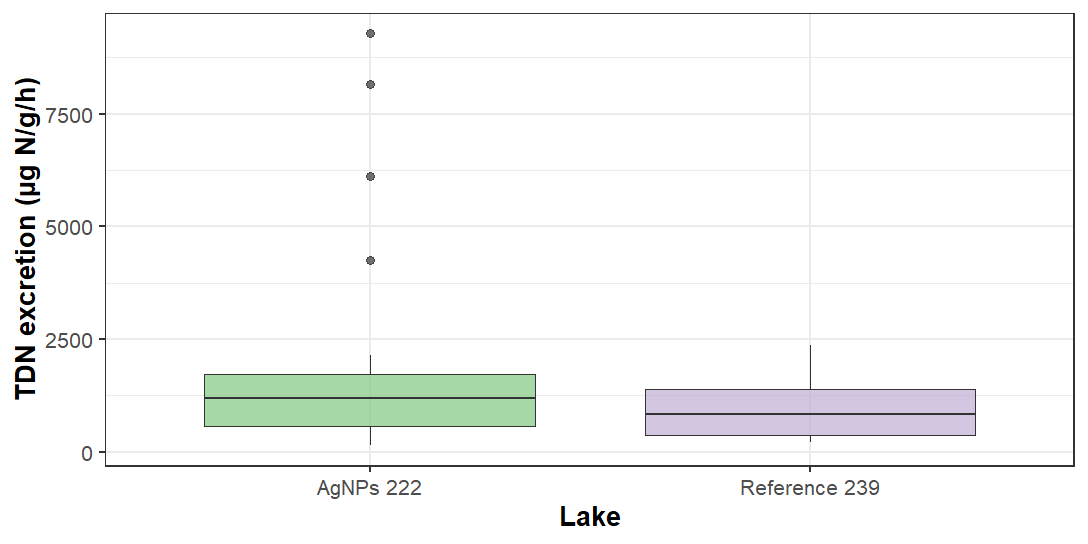 TDN excretion (µg N/g/h)
7500
5000
2500
0
AgNPs 222 Reference 239
Lake